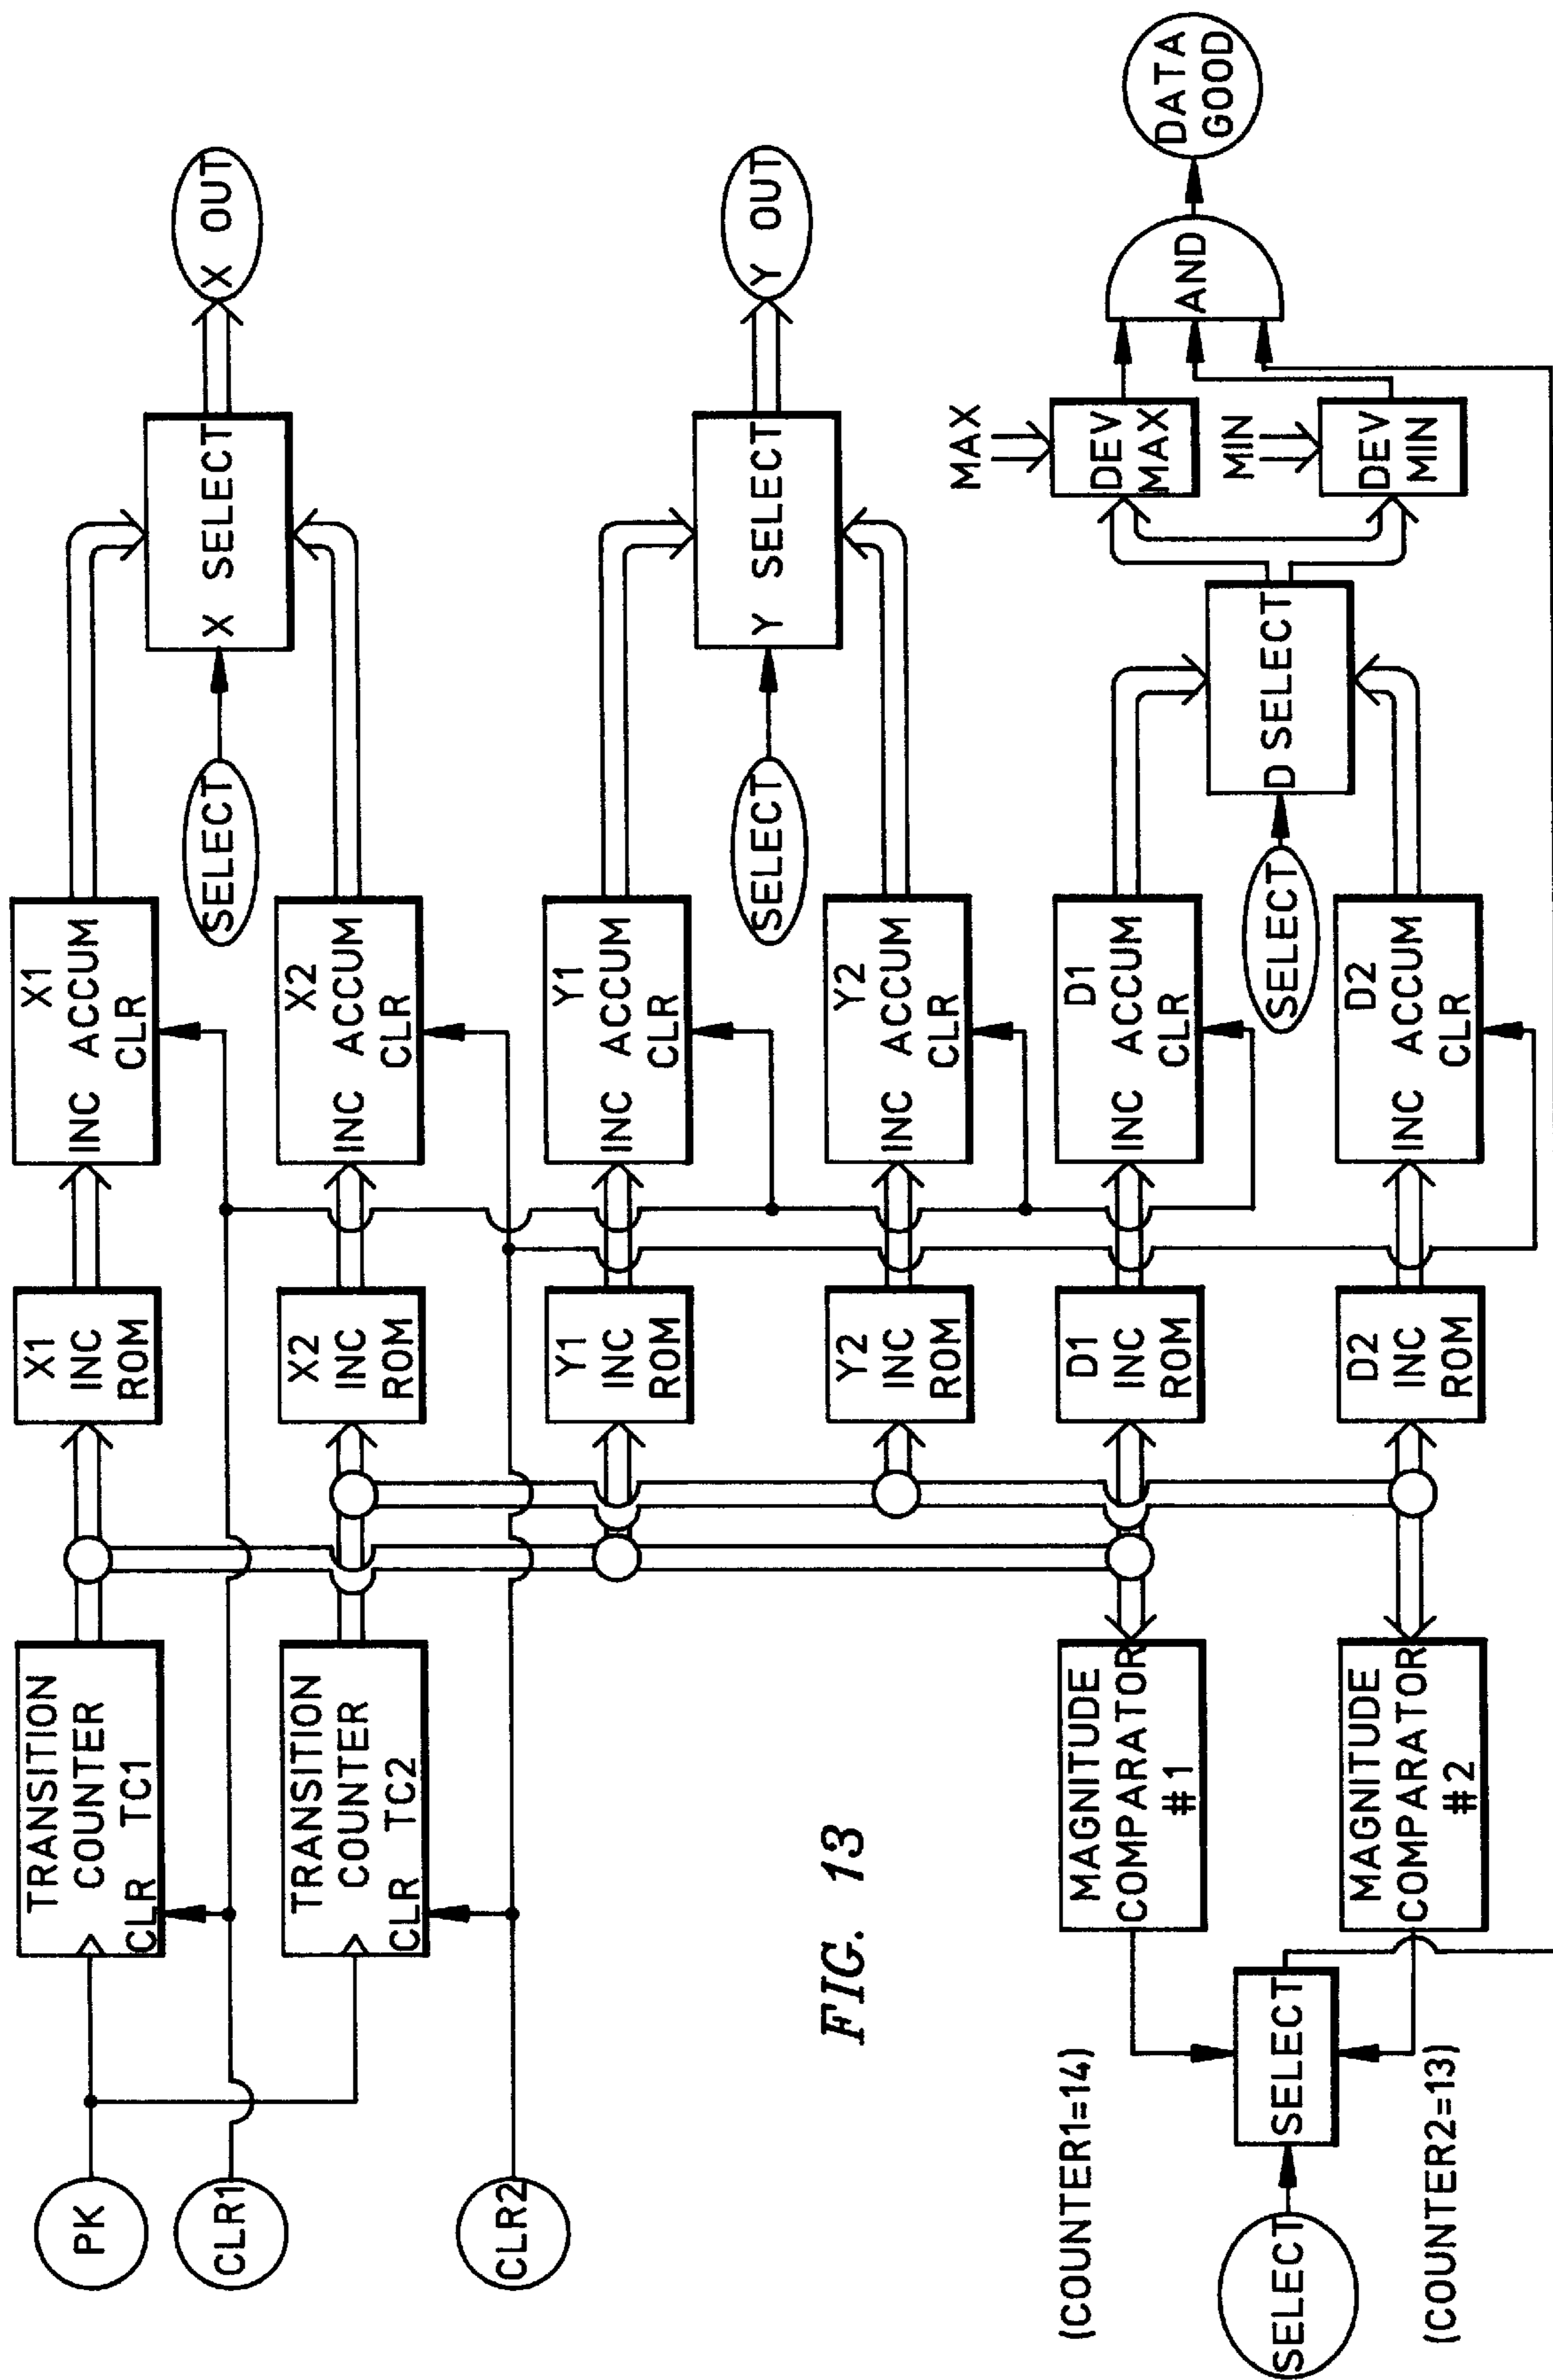 PK
CLR1
CLR2
TRANSITION
COUNTER
TC1
CLR
TRANSITION
COUNTER
TC2
CLR
X1
INC
ROM
X2
INC
ROM
Y1
INC
ROM
Y2
INC
ROM
D1
INC
ROM
D2
INC
ROM
X1
INC ACCUM
CLR
X2
INC ACCUM
CLR
Y1
INC ACCUM
CLR
Y2
INC ACCUM
CLR
D1
INC ACCUM
CLR
D2
INC ACCUM
CLR
SELECT
X SELECT
X OUT
SELECT
Y SELECT
Y OUT
SELECT
D SELECT
MAX
DEV
MAX
MIN
DEV
MIN
AND
DATA
GOOD
FIG. 13
(COUNTER1=14)
MAGNITUDE
COMPARATOR
#1
SELECT
SELECT
(COUNTER2=13)
MAGNITUDE
COMPARATOR
#2